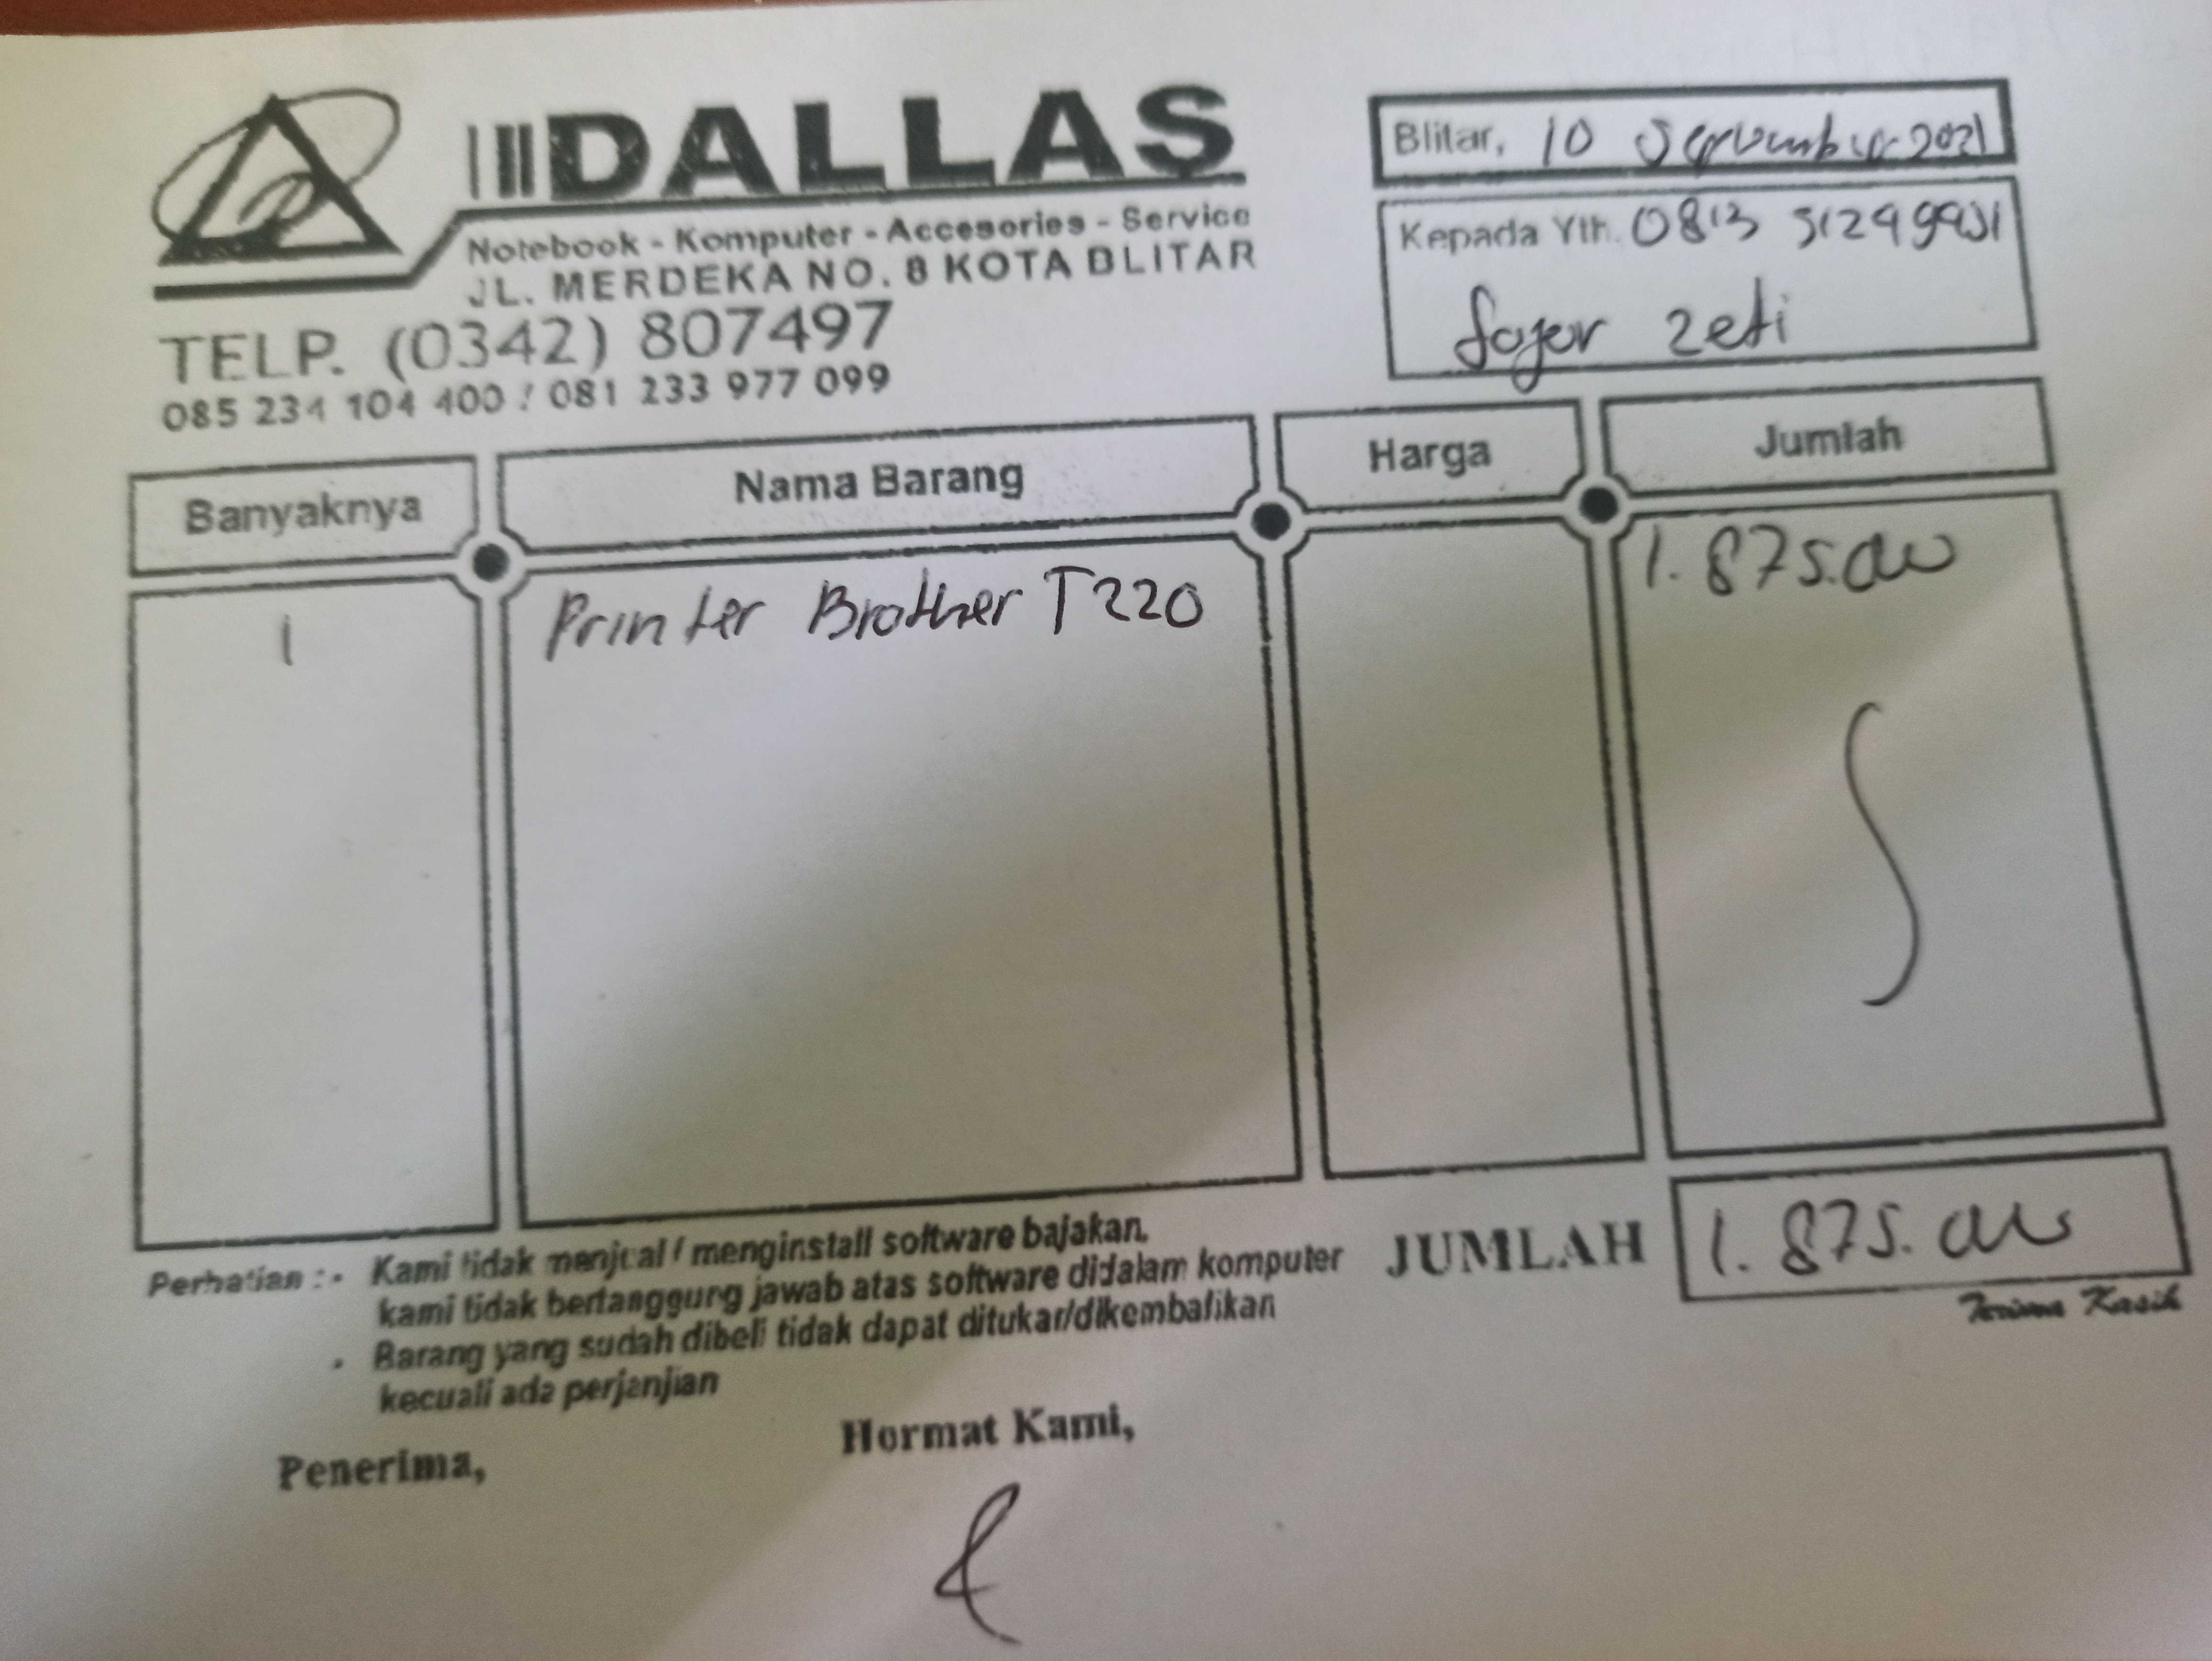 DALLAS
Notebook - Komputer - Accesories - Service
JL. MERDEKA NO. 8 KOTA BLITAR
TELP. (0342) 807497
085 234 104 400 / 081 233 977 099
Blitar, 10 September 2021
Kepada Yth. 0813
Banyaknya Nama Barang Harga Jumlah
1 Printer Brother T220 1.875.000
Perhatian : - Kami tidak menjual / menginstall software bajakan.
kami tidak bertanggung jawab atas software didalam komputer
- Barang yang sudah dibeli tidak dapat ditukar/dikembalikan
kecuali ada perjanjian
JUMLAH 1.875.000
Terima Kasih
Penerima,
Hormat Kami,